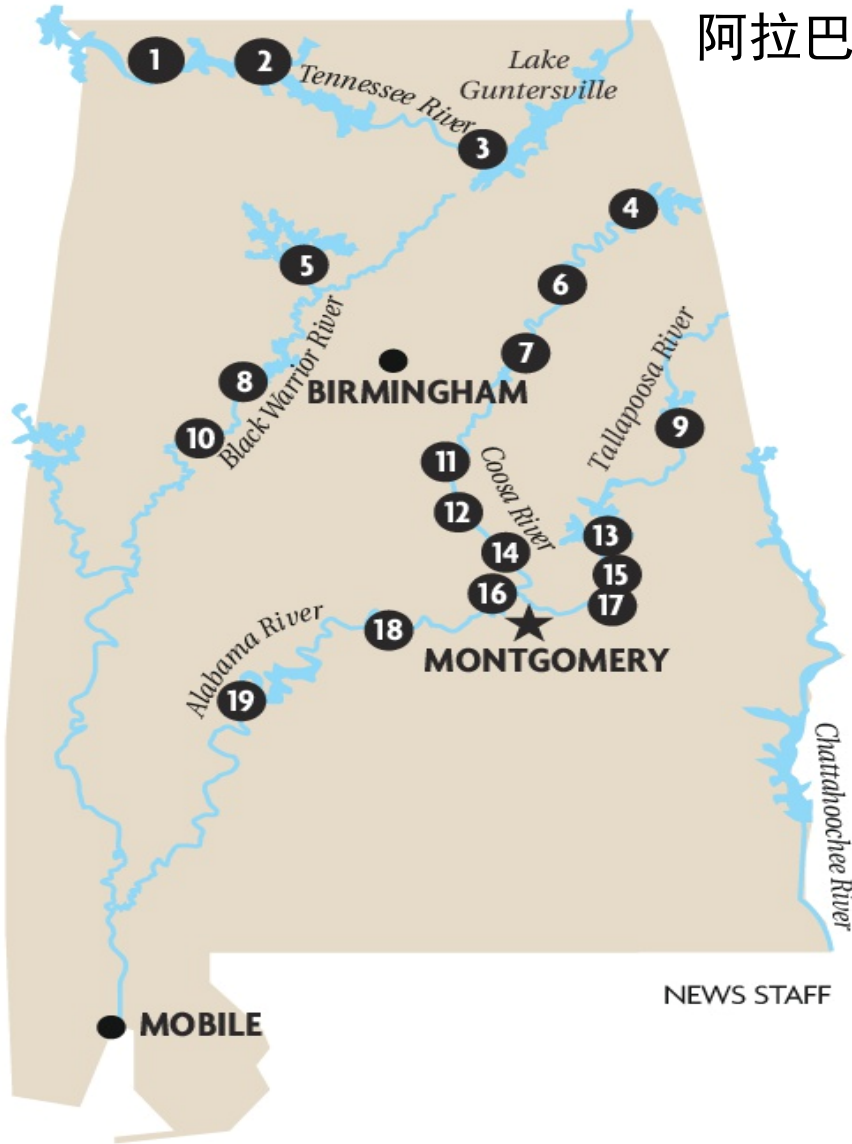 阿拉巴
1
2
Tennessee River
Lake
Guntersville
3
4
5
6
Black Warrior River
7
Tallapoosa River
8
BIRMINGHAM
9
10
11
Coosa River
12
13
14
15
16
17
18
MONTGOMERY
Alabama River
19
Chattahoochee River
NEWS STAFF
MOBILE